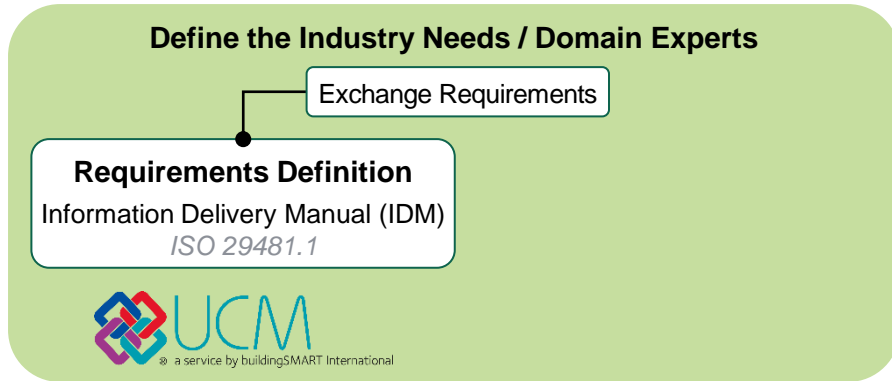 Define the Industry Needs / Domain Experts
Exchange Requirements
Requirements Definition
Information Delivery Manual (IDM)
ISO 29481.1
UCM
® a service by buildingSMART International